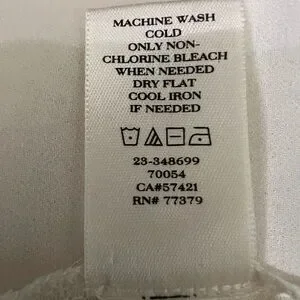 MACHINE WASH
COLD
ONLY NON-
CHLORINE BLEACH
WHEN NEEDED
DRY FLAT
COOL IRON
IF NEEDED
23-348699
70054
CA#57421
RN# 77379